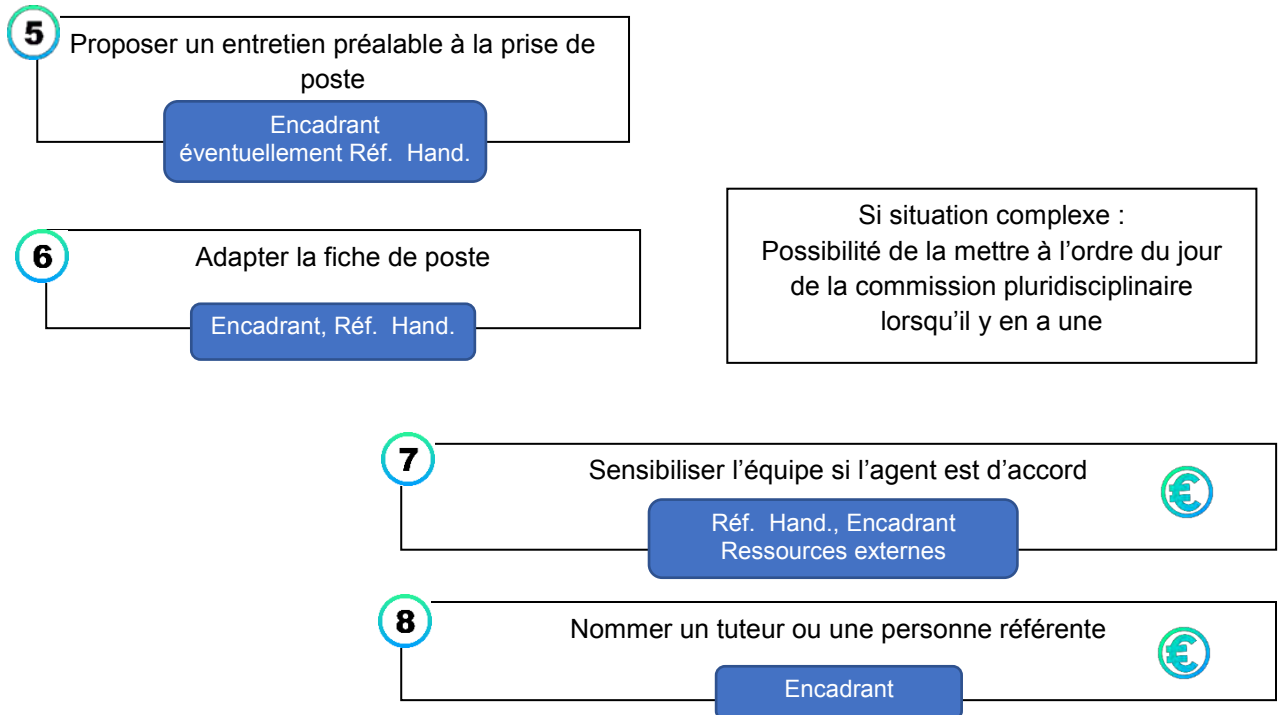 5
Proposer un entretien préalable à la prise de
poste
Encadrant
éventuellement Réf. Hand.
6
Adapter la fiche de poste
Encadrant, Réf. Hand.
Si situation complexe :
Possibilité de la mettre à l’ordre du jour
de la commission pluridisciplinaire
lorsqu’il y en a une
7
Sensibiliser l’équipe si l’agent est d’accord
€
Réf. Hand., Encadrant
Ressources externes
8
Nommer un tuteur ou une personne référente
€
Encadrant